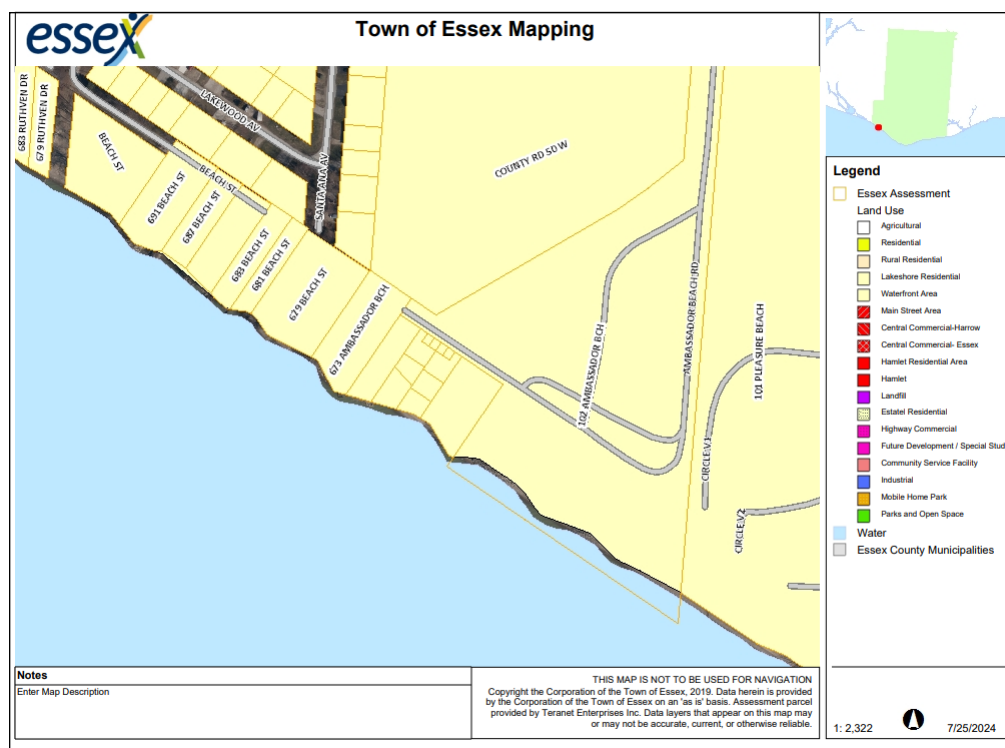 essex
Town of Essex Mapping
683 RUTHVEN DR
679 RUTHVEN DR
BEACH ST
LAKEWOOD AV
BEACH ST
SANTA ANA AV
COUNTY RD 50 W
691 BEACH ST
687 BEACH ST
683 BEACH ST
681 BEACH ST
679 BEACH ST
673 AMBASSADOR BCH
102 AMBASSADOR BCH
AMBASSADOR BEACH RD
101 PLEASURE BEACH
CIRCLE V1
CIRCLE V2
Legend
Essex Assessment
Land Use
Agricultural
Residential
Rural Residential
Lakeshore Residential
Waterfront Area
Main Street Area
Central Commercial-Harrow
Central Commercial- Essex
Hamlet Residential Area
Hamlet
Landfill
Estatel Residential
Highway Commercial
Future Development / Special Stud
Community Service Facility
Industrial
Mobile Home Park
Parks and Open Space
Water
Essex County Municipalities
Notes
Enter Map Description
THIS MAP IS NOT TO BE USED FOR NAVIGATION
Copyright the Corporation of the Town of Essex, 2019. Data herein is provided
by the Corporation of the Town of Essex on an 'as is' basis. Assessment parcel
provided by Teranet Enterprises Inc. Data layers that appear on this map may
or may not be accurate, current, or otherwise reliable.
1: 2,322
7/25/2024